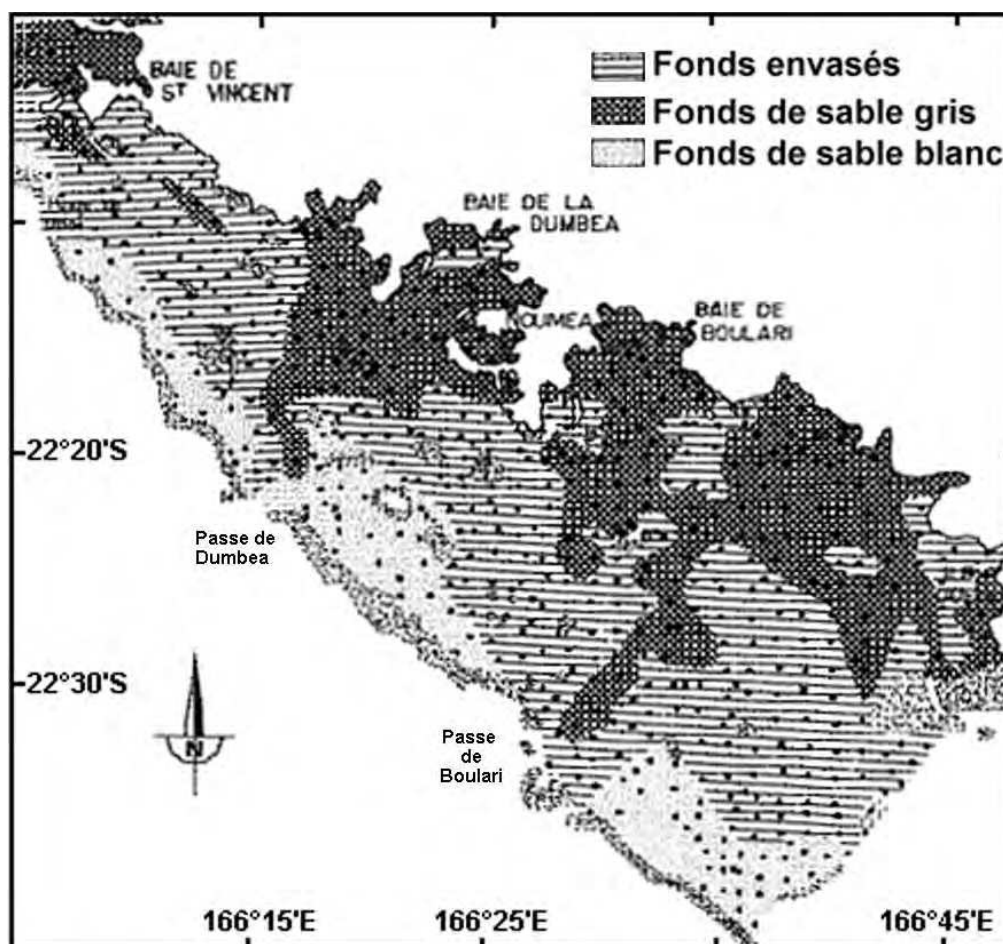 BAIE DE
ST VINCENT
Fonds envasés
Fonds de sable gris
Fonds de sable blanc
BAIE DE LA
DUMBEA
NOUMEA
BAIE DE
BOULARI
22°20'S
Passe de
Dumbea
22°30'S
N
Passe
de
Boulari
166°15'E
166°25'E
166°45'E